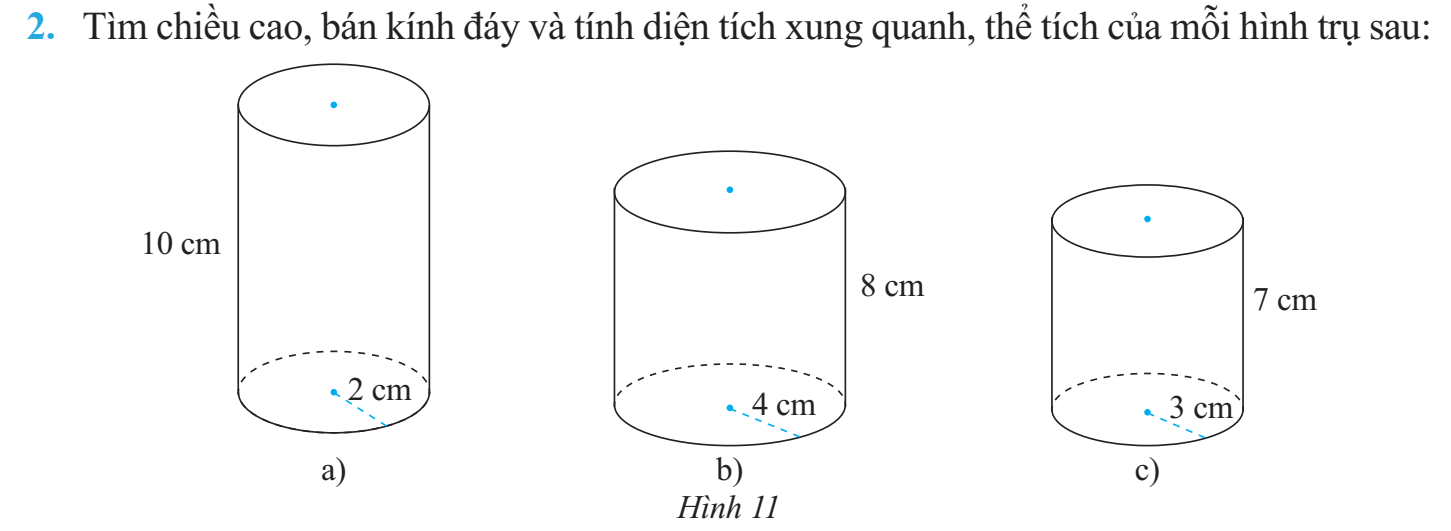 2. Tìm chiều cao, bán kính đáy và tính diện tích xung quanh, thể tích của mỗi hình trụ sau:
10 cm
8 cm
7 cm
2 cm
4 cm
3 cm
a)
b)
c)
Hình 11